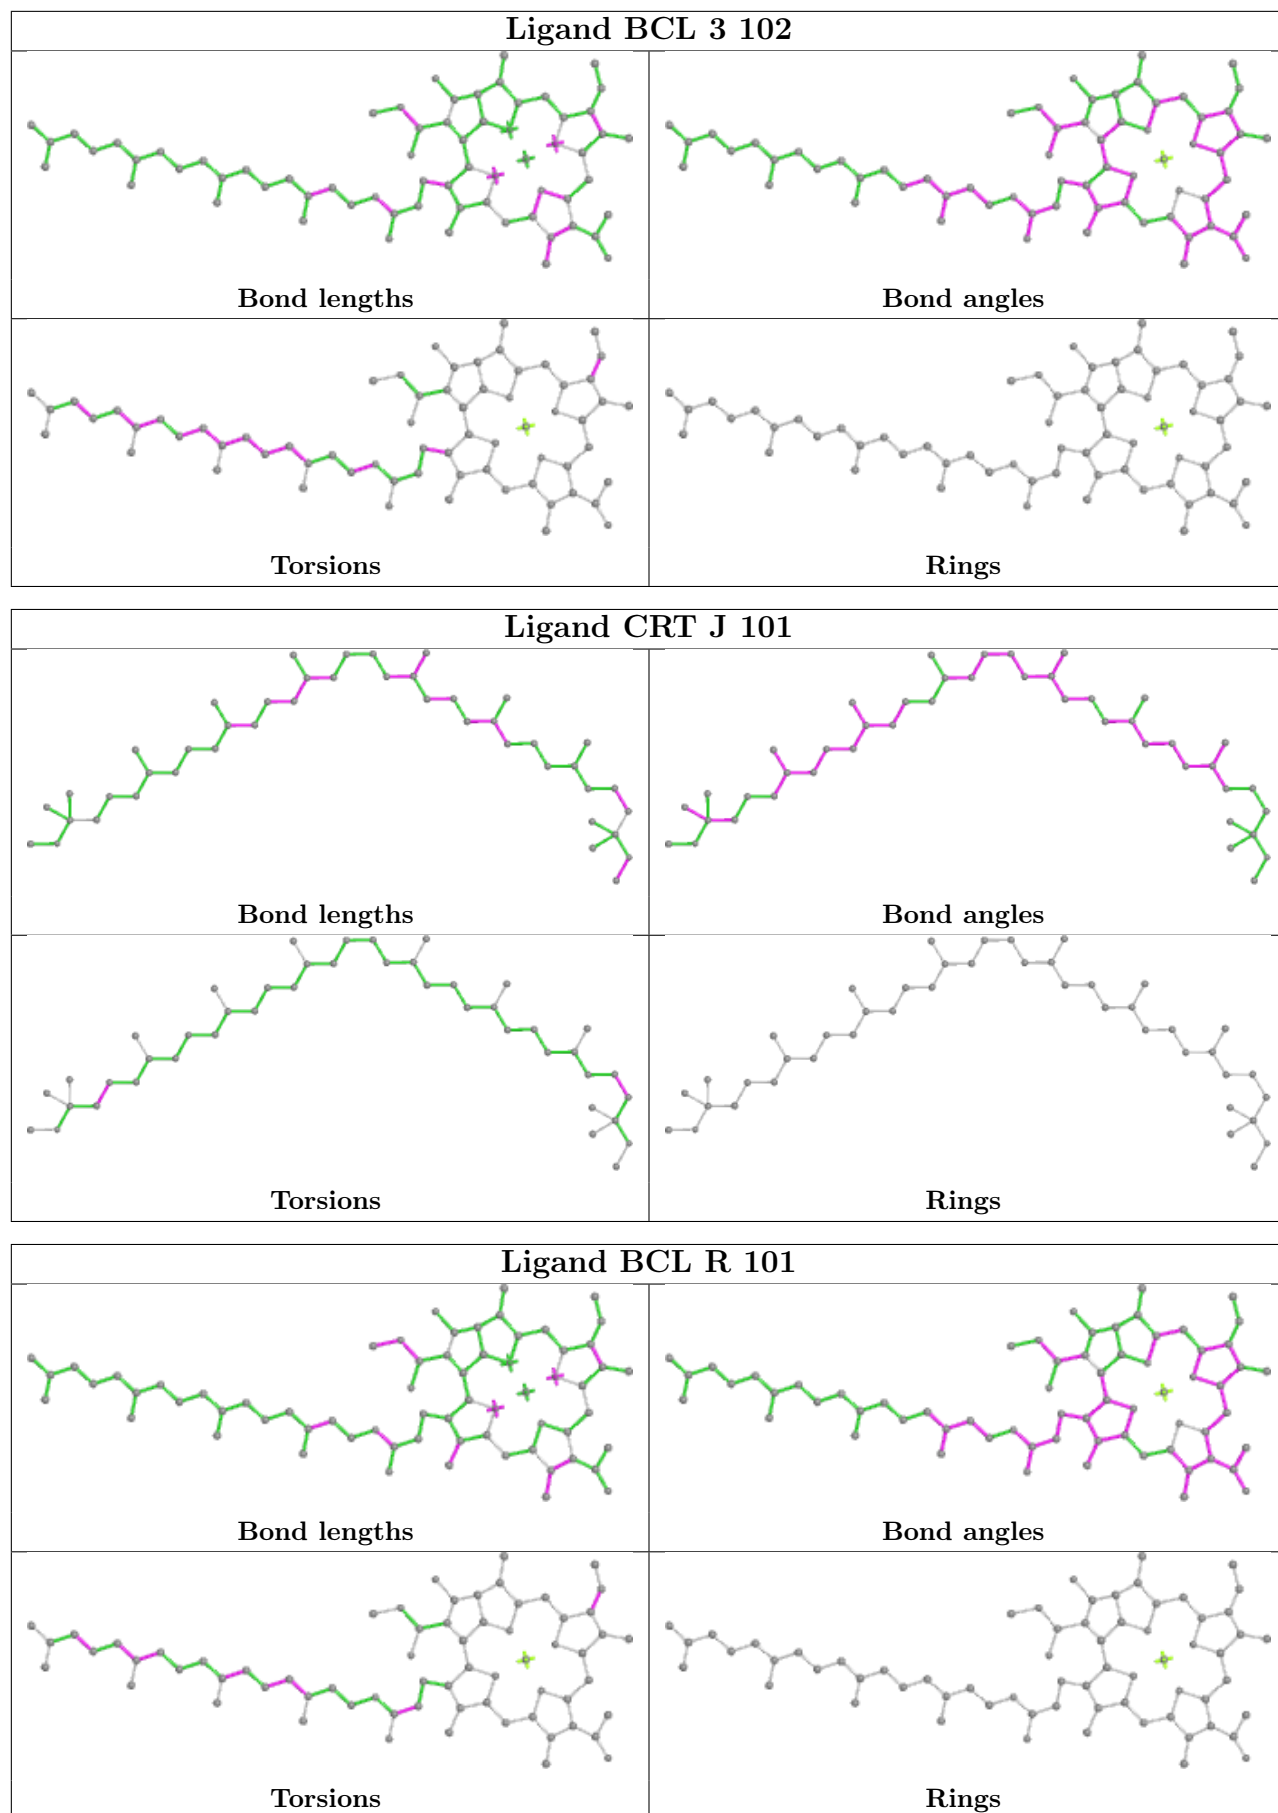 Ligand BCL 3 102
Bond lengths
Bond angles
Torsions
Rings
Ligand CRT J 101
Bond lengths
Bond angles
Torsions
Rings
Ligand BCL R 101
Bond lengths
Bond angles
Torsions
Rings